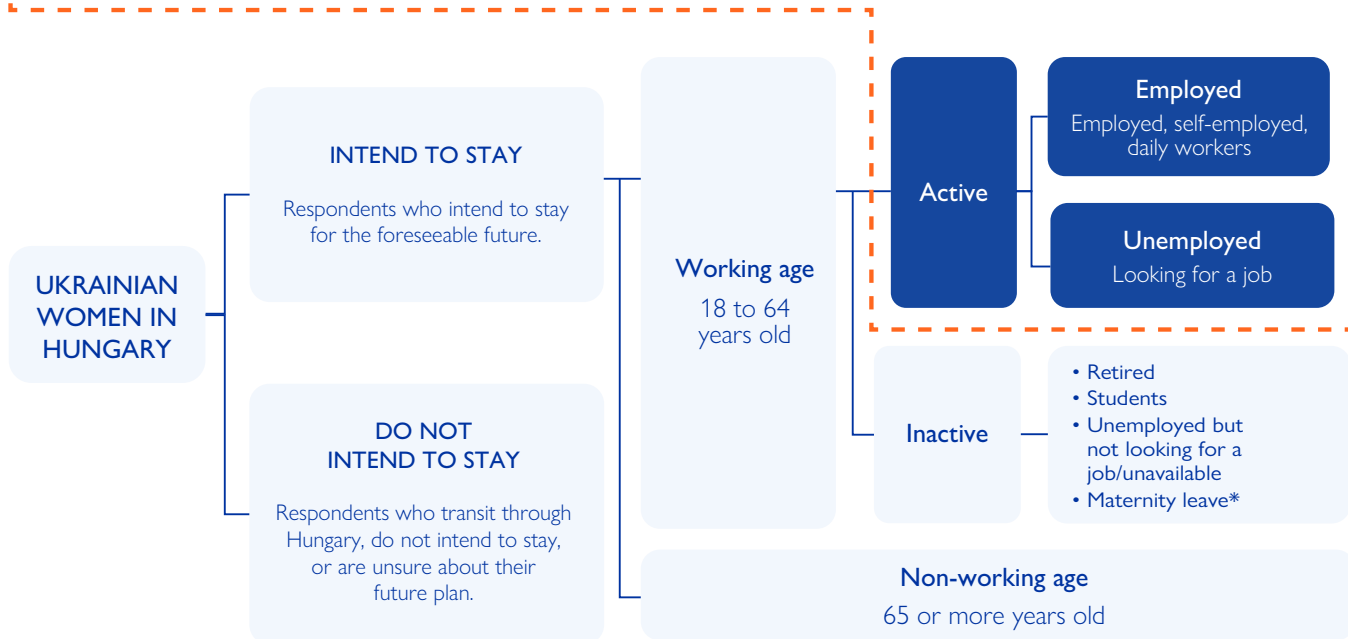 UKRAINIAN
WOMEN IN
HUNGARY
INTEND TO STAY
Respondents who intend to stay
for the foreseeable future.
DO NOT
INTEND TO STAY
Respondents who transit through
Hungary, do not intend to stay,
or are unsure about their
future plan.
Working age
18 to 64
years old
Active
Employed
Employed, self-employed,
daily workers
Unemployed
Looking for a job
Inactive
• Retired
• Students
• Unemployed but
not looking for a
job/unavailable
• Maternity leave*
Non-working age
65 or more years old